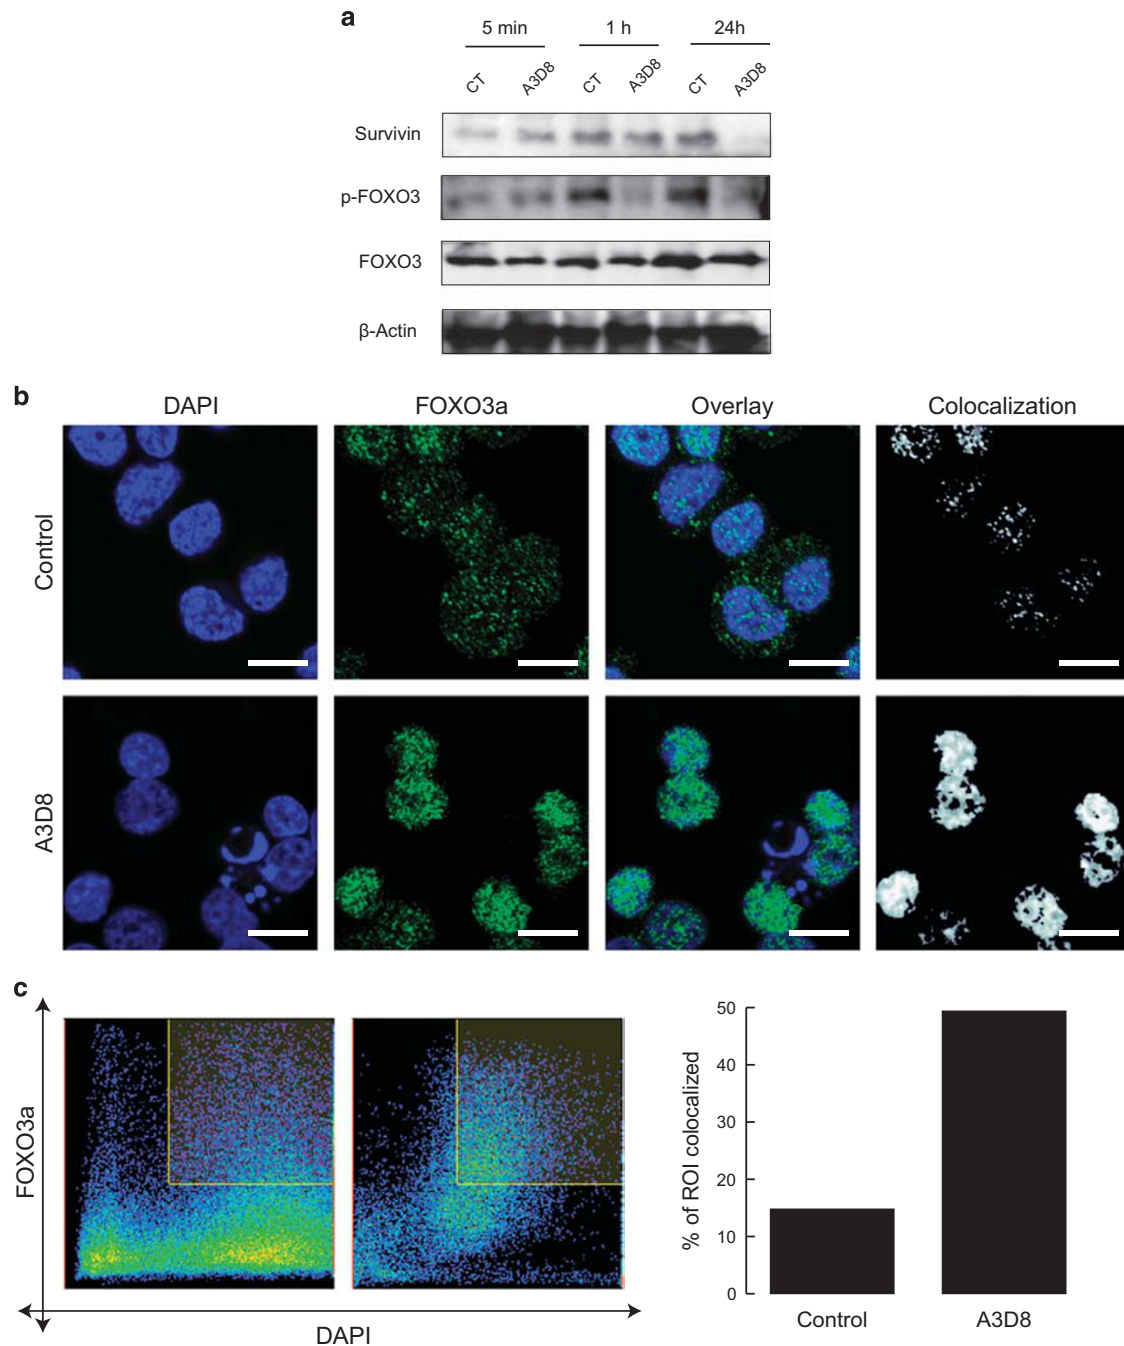 a
5 min 1 h 24h
CT A3D8 CT A3D8 CT A3D8
Survivin
p-FOXO3
FOXO3
β-Actin
b
DAPI FOXO3a Overlay Colocalization
Control
A3D8
c
FOXO3a
DAPI
% of ROI colocalized
50
40
30
20
10
0
Control A3D8